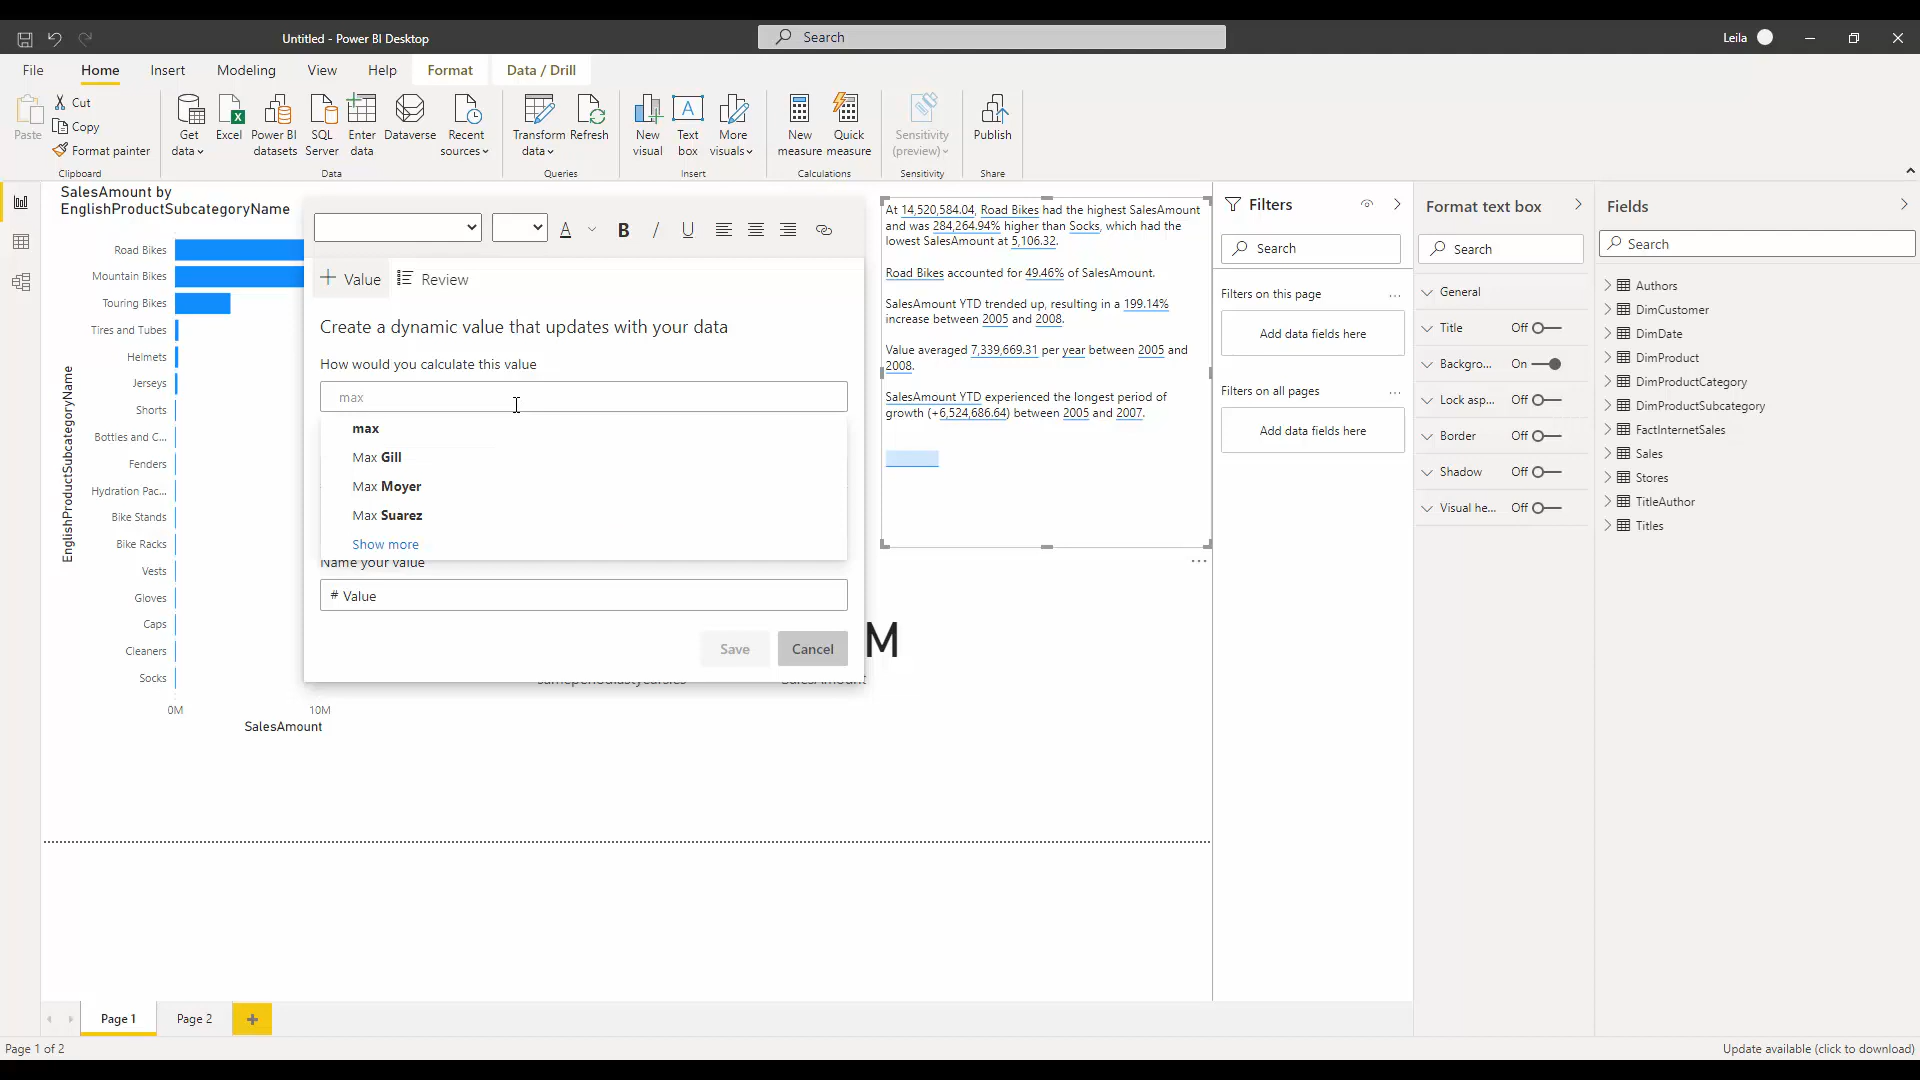 Untitled - Power BI Desktop
Search
Leila
File
Home
Insert
Modeling
View
Help
Format
Data / Drill
Paste
Cut
Copy
Format painter
Clipboard
Get data
Excel
Power BI datasets
SQL Server
Enter data
Dataverse
Recent sources
Data
Transform data
Refresh
Queries
New visual
Text box
More visuals
Insert
New measure
Quick measure
Calculations
Sensitivity (preview)
Sensitivity
Publish
Share
SalesAmount by
EnglishProductSubcategoryName
EnglishProductSubcategoryName
Road Bikes
Mountain Bikes
Touring Bikes
Tires and Tubes
Helmets
Jerseys
Shorts
Bottles and C...
Fenders
Hydration Pac...
Bike Stands
Bike Racks
Vests
Gloves
Caps
Cleaners
Socks
0M
10M
SalesAmount
A
B
/
U
Value
Review
Create a dynamic value that updates with your data
How would you calculate this value
max
max
Max Gill
Max Moyer
Max Suarez
Show more
Name your value
# Value
Save
Cancel
M
SalesAmount
At 14,520,584.04, Road Bikes had the highest SalesAmount
and was 284,264.94% higher than Socks, which had the
lowest SalesAmount at 5,106.32.
Road Bikes accounted for 49.46% of SalesAmount.
SalesAmount YTD trended up, resulting in a 199.14%
increase between 2005 and 2008.
Value averaged 7,339,669.31 per year between 2005 and
2008.
SalesAmount YTD experienced the longest period of
growth (+6,524,686.64) between 2005 and 2007.
Filters
Search
Filters on this page
...
Add data fields here
Filters on all pages
...
Add data fields here
Format text box
Search
General
Title Off
Backgro... On
Lock asp... Off
Border Off
Shadow Off
Visual he... Off
Fields
Search
Authors
DimCustomer
DimDate
DimProduct
DimProductCategory
DimProductSubcategory
FactInternetSales
Sales
Stores
TitleAuthor
Titles
Page 1
Page 2
+
Page 1 of 2
Update available (click to download)